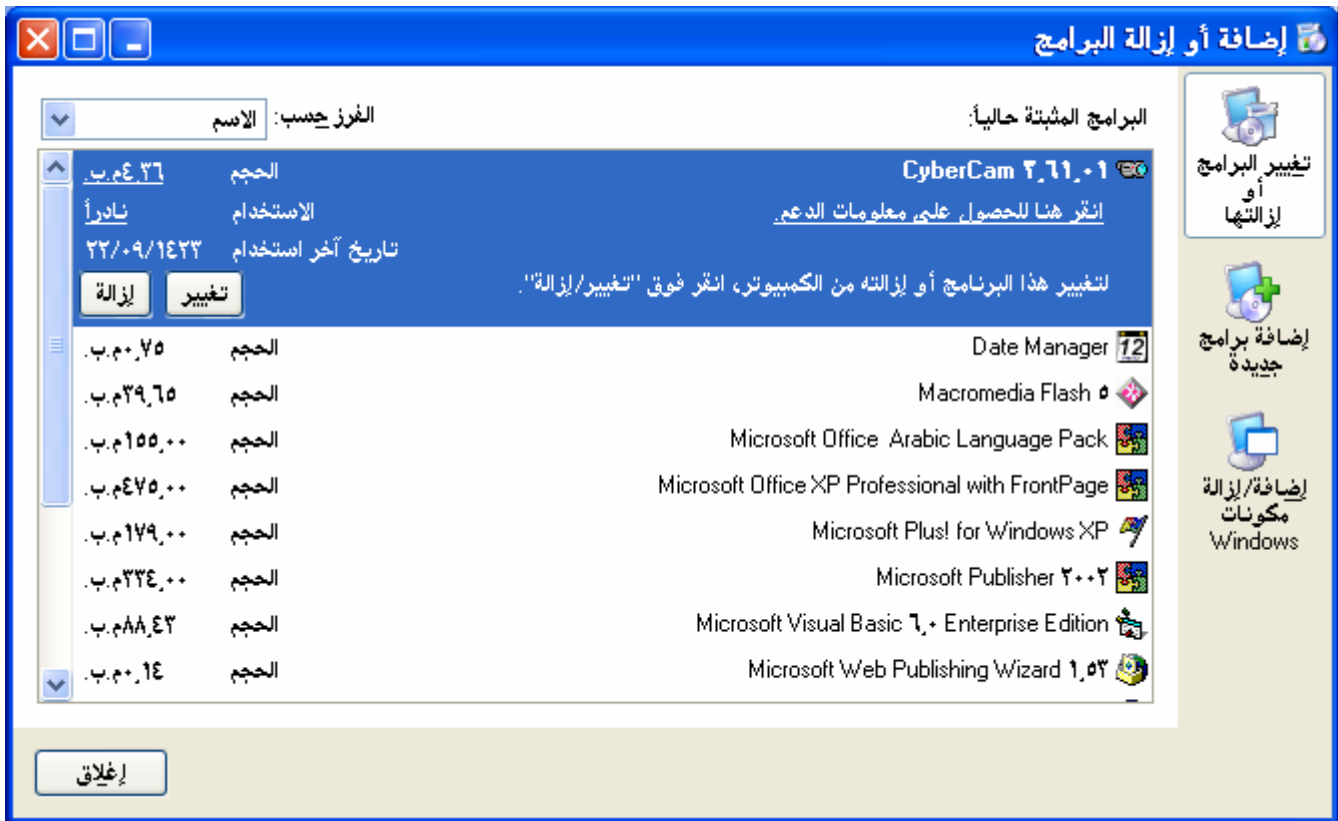 إضافة أو إزالة البرامج
تغيير البرامج
أو
إزالتها
إضافة برامج
جديدة
إضافة/إزالة
مكونات
Windows
البرامج المثبتة حالياً:
الفرز حسب: الاسم
CyberCam ٢,٦١,٠١
الحجم ٤,٣٦م.ب.
انقر هنا للحصول على معلومات الدعم.
الاستخدام نادراً
تاريخ آخر استخدام ٢٢/٠٩/١٤٢٣
لتغيير هذا البرنامج أو إزالته من الكمبيوتر، انقر فوق "تغيير/إزالة".
تغيير إزالة
Date Manager الحجم ٠,٧٥م.ب.
Macromedia Flash ٥ الحجم ٣٩,٦٥م.ب.
Microsoft Office Arabic Language Pack الحجم ١٥٥,٠٠م.ب.
Microsoft Office XP Professional with FrontPage الحجم ٤٧٥,٠٠م.ب.
Microsoft Plus! for Windows XP الحجم ١٧٩,٠٠م.ب.
Microsoft Publisher ٢٠٠٢ الحجم ٣٣٤,٠٠م.ب.
Microsoft Visual Basic ٦,٠ Enterprise Edition الحجم ٨٨,٤٣م.ب.
Microsoft Web Publishing Wizard ١,٥٣ الحجم ٠,١٤م.ب.
إغلاق